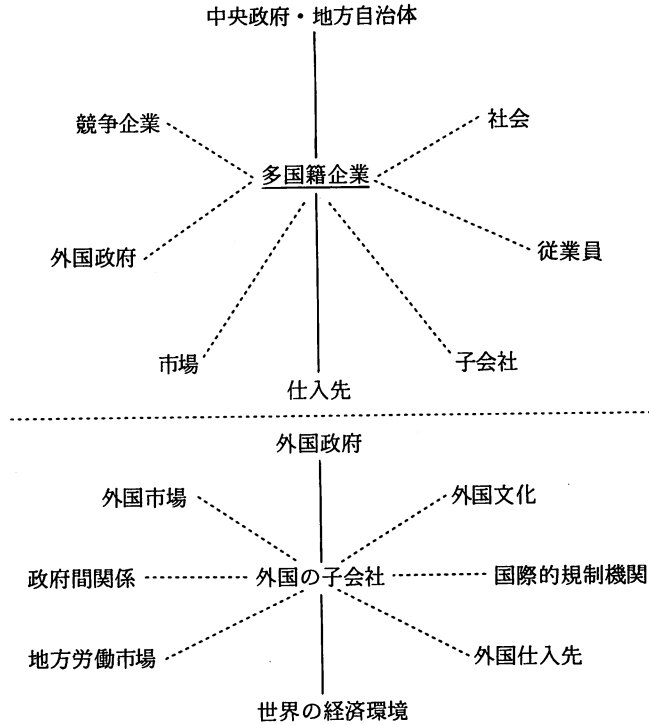 中央政府・地方自治体
競争企業
社会
多国籍企業
外国政府
従業員
市場
子会社
仕入先
外国政府
外国市場
外国文化
政府間関係
外国の子会社
国際的規制機関
地方労働市場
外国仕入先
世界の経済環境